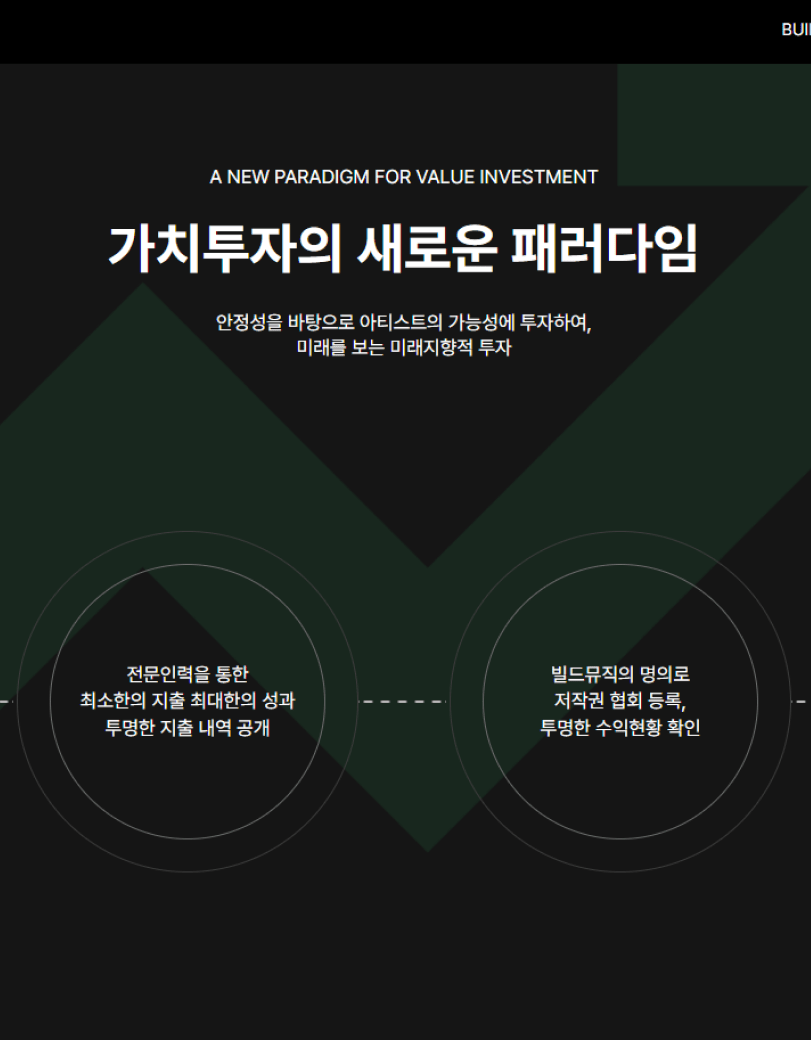 BUI
A NEW PARADIGM FOR VALUE INVESTMENT
가치투자의 새로운 패러다임
안정성을 바탕으로 아티스트의 가능성에 투자하여,
미래를 보는 미래지향적 투자
전문인력을 통한
최소한의 지출 최대한의 성과
투명한 지출 내역 공개
빌드뮤직의 명의로
저작권 협회 등록,
투명한 수익현황 확인